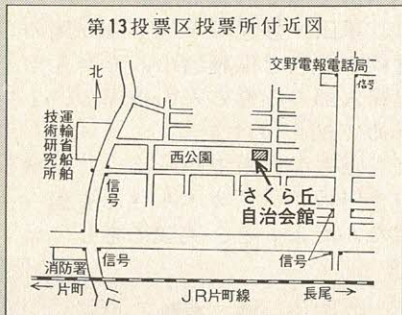 第13投票区投票所付近図
北
交野電報電話局
信号
運輸省船舶
技術研究所
西公園
信号
さくら丘
自治会館
消防署
信号
信号
片町
JR片町線
長尾